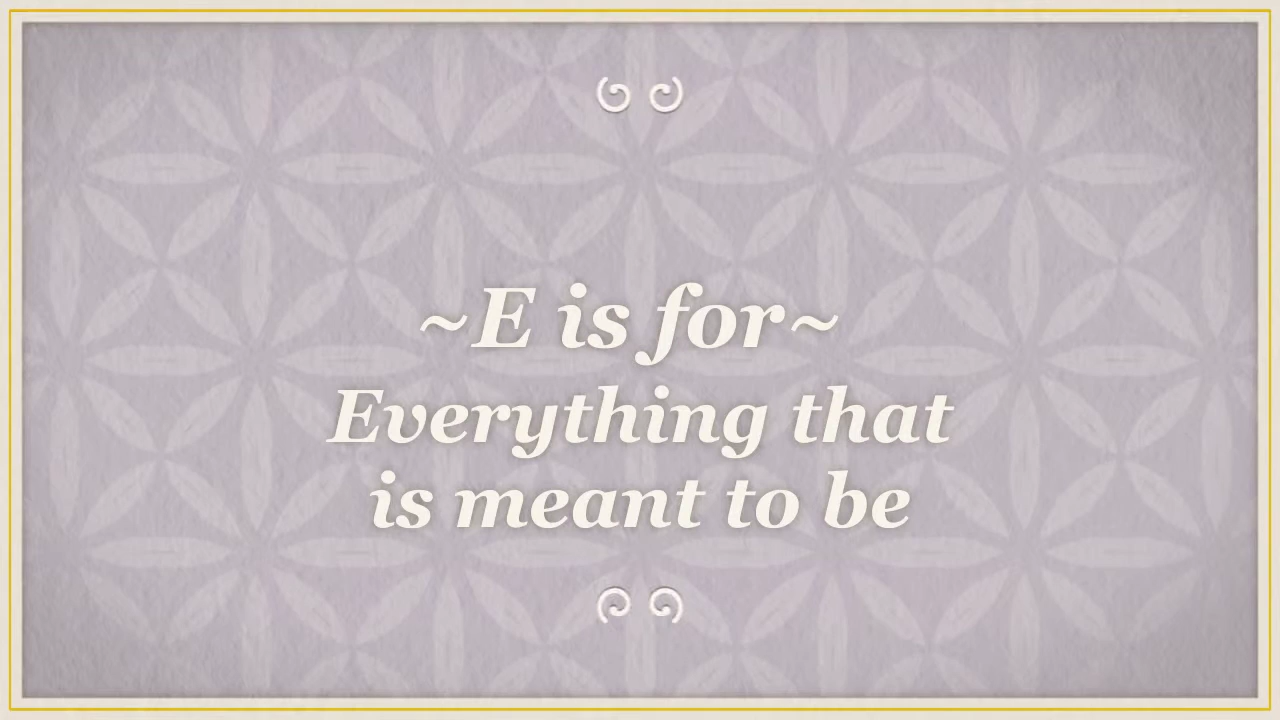 ~E is for~
Everything that
is meant to be